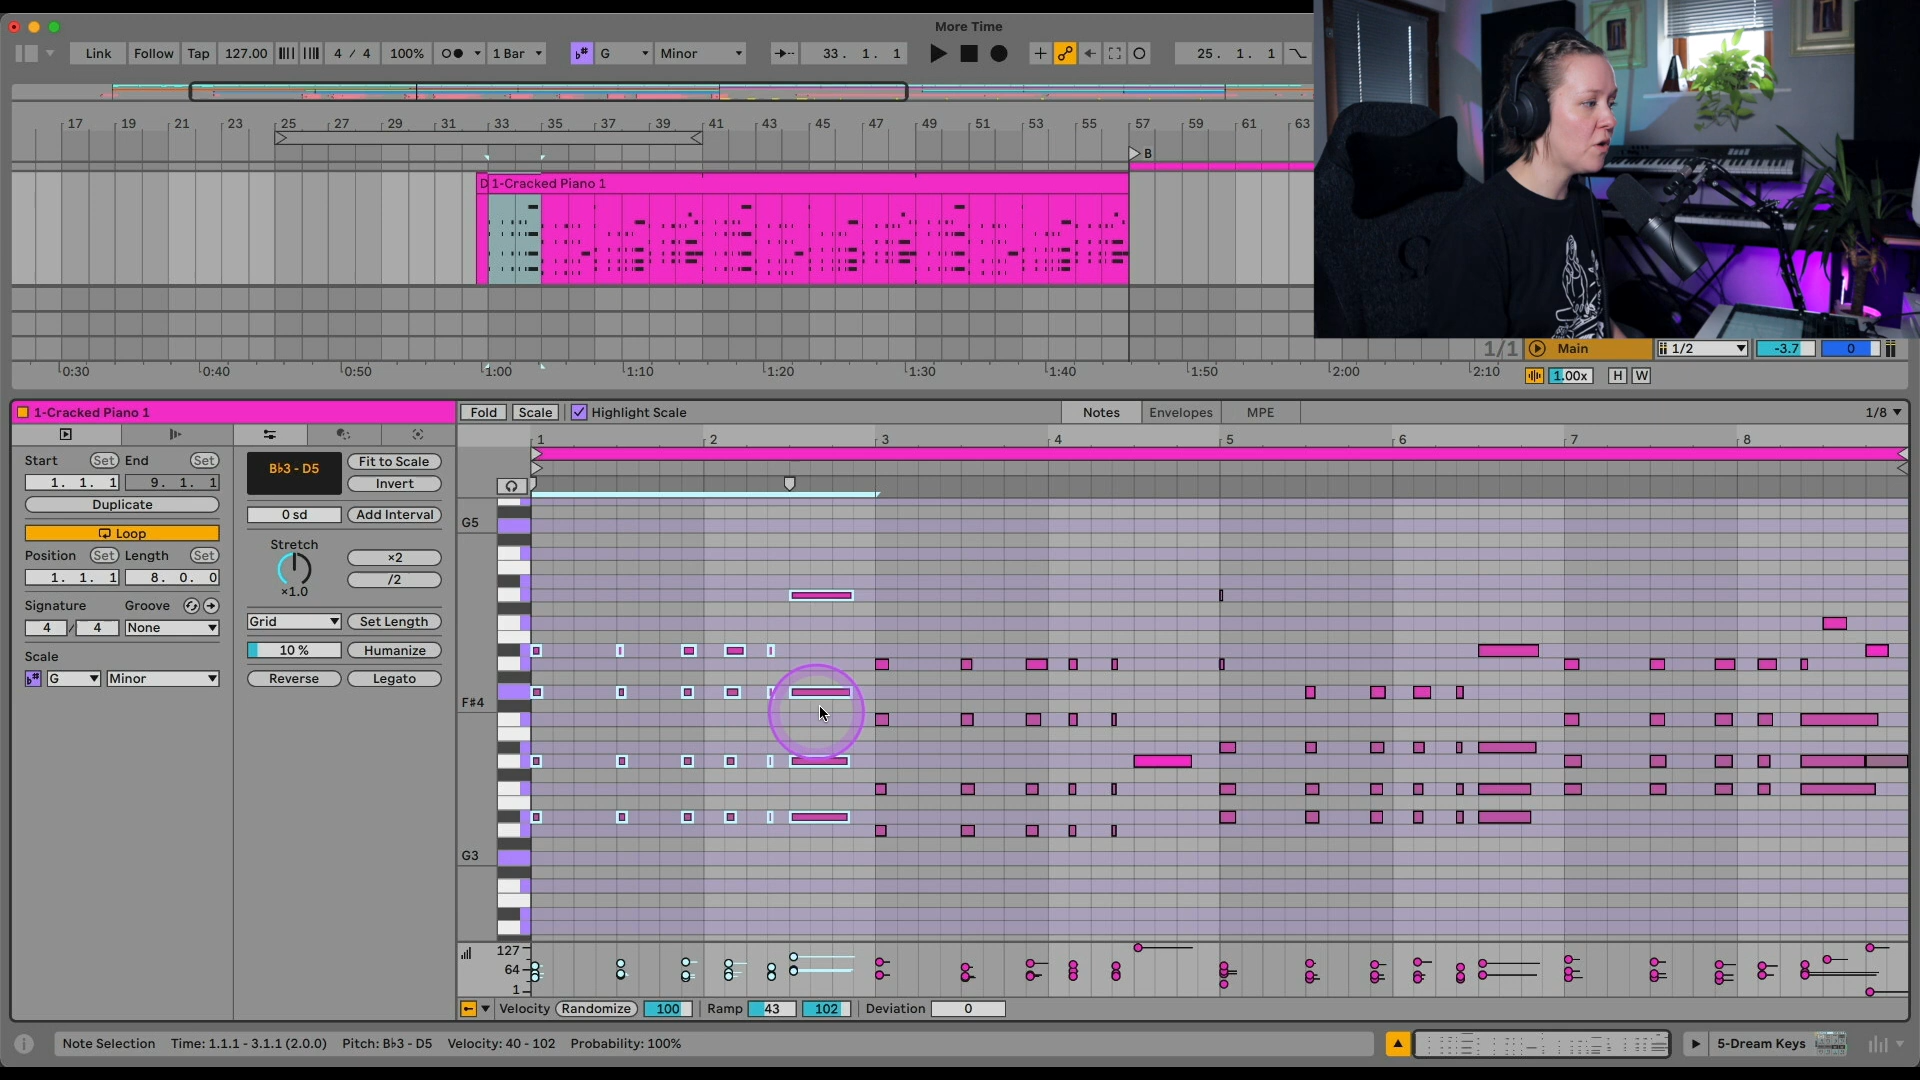 More Time
Link Follow Tap 127.00 4 / 4 100% 1 Bar G Minor 33. 1. 1 25. 1. 1
17 19 21 23 25 27 29 31 33 35 37 39 41 43 45 47 49 51 53 55 57 59 61 63
B
D 1-Cracked Piano 1
1/1 Main 1/2 -3.7 0
0:30 0:40 0:50 1:00 1:10 1:20 1:30 1:40 1:50 2:00 2:10 1.00x H W
1-Cracked Piano 1 Fold Scale Highlight Scale Notes Envelopes MPE 1/8
1 2 3 4 5 6 7 8
Start Set End Set B♭3 - D5 Fit to Scale
1. 1. 1 9. 1. 1 Invert
Duplicate 0 sd Add Interval
G5
Loop Stretch
Position Set Length Set ×2
1. 1. 1 8. 0. 0 /2
×1.0
Signature Groove
4 / 4 None Grid Set Length
Scale 10 % Humanize
G Minor Reverse Legato
F#4
G3
127
64
1
Velocity Randomize 100 Ramp 43 102 Deviation 0
Note Selection Time: 1.1.1 - 3.1.1 (2.0.0) Pitch: B♭3 - D5 Velocity: 40 - 102 Probability: 100% 5-Dream Keys